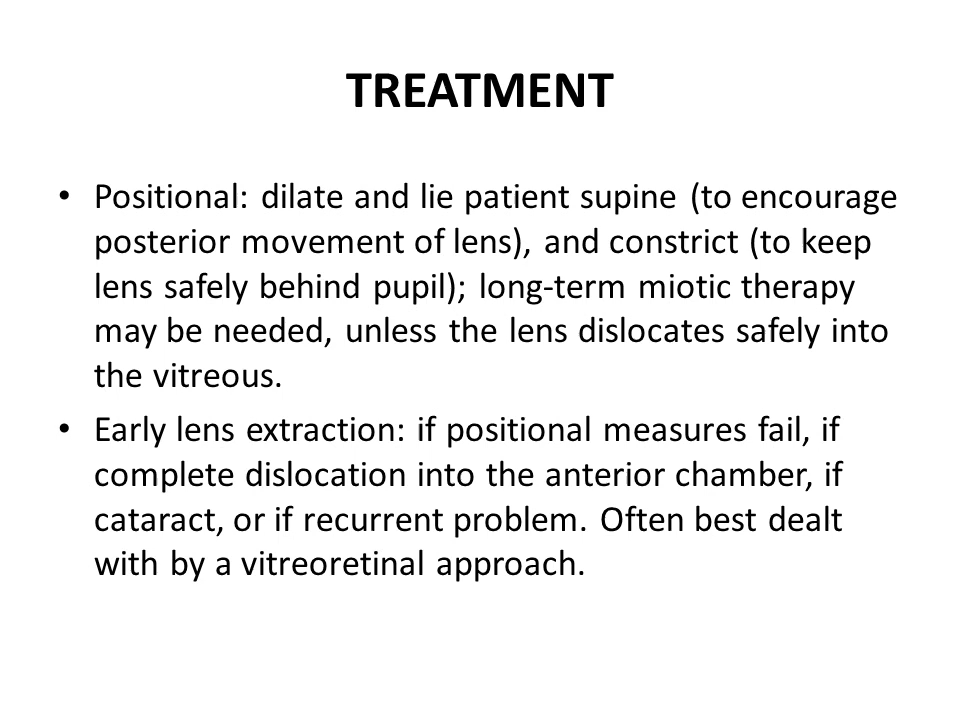 TREATMENT
• Positional: dilate and lie patient supine (to encourage
posterior movement of lens), and constrict (to keep
lens safely behind pupil); long-term miotic therapy
may be needed, unless the lens dislocates safely into
the vitreous.
• Early lens extraction: if positional measures fail, if
complete dislocation into the anterior chamber, if
cataract, or if recurrent problem. Often best dealt
with by a vitreoretinal approach.